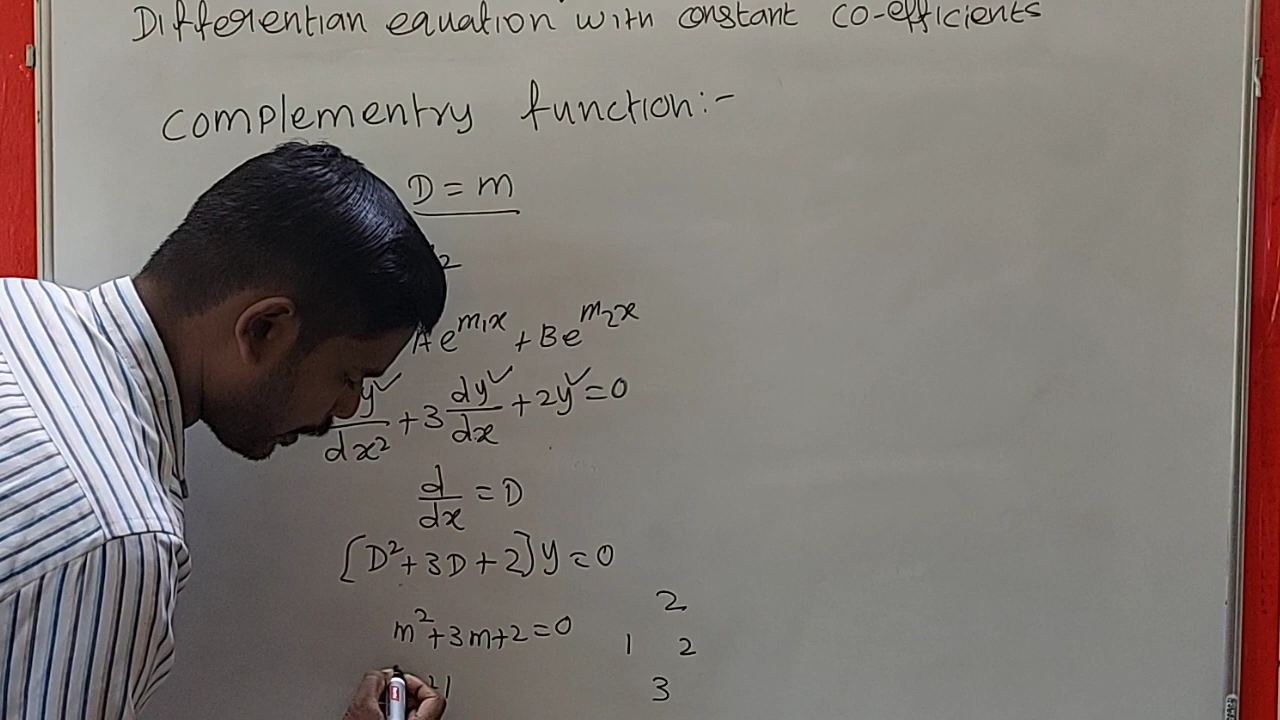 Differentian equation with constant co-efficients
Complementry function:-
D = m
2
Ae^m1x + Be^m2x
y/dx² + 3 dy/dx + 2y = 0
d/dx = D
[D² + 3D + 2] y = 0
2
m² + 3m + 2 = 0
1 2
3